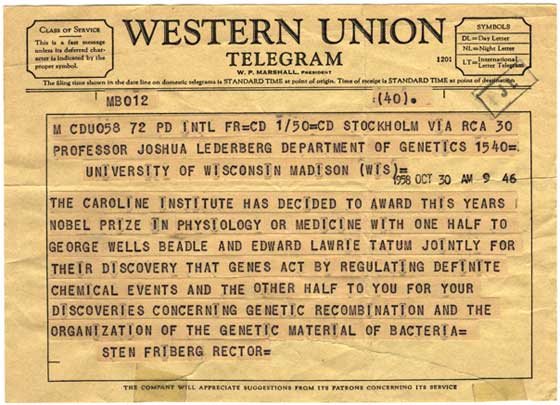 CLASS OF SERVICE
This is a fast message
unless its deferred char-
acter is indicated by the
proper symbol.
WESTERN UNION
TELEGRAM
W. P. MARSHALL, PRESIDENT
1201
SYMBOLS
DL=Day Letter
NL=Night Letter
LT=International Letter Telegram
The filing time shown in the date line on domestic telegrams is STANDARD TIME at point of origin. Time of receipt is STANDARD TIME at point of destination
MB012 (40).
M CDU058 72 PD INTL FR=CD 1/50=CD STOCKHOLM VIA RCA 30
PROFESSOR JOSHUA LEDERBERG DEPARTMENT OF GENETICS 1540=
UNIVERSITY OF WISCONSIN MADISON (WIS)=
1958 OCT 30 AM 9 46
THE CAROLINE INSTITUTE HAS DECIDED TO AWARD THIS YEARS
NOBEL PRIZE IN PHYSIOLOGY OR MEDICINE WITH ONE HALF TO
GEORGE WELLS BEADLE AND EDWARD LAWRIE TATUM JOINTLY FOR
THEIR DISCOVERY THAT GENES ACT BY REGULATING DEFINITE
CHEMICAL EVENTS AND THE OTHER HALF TO YOU FOR YOUR
DISCOVERIES CONCERNING GENETIC RECOMBINATION AND THE
ORGANIZATION OF THE GENETIC MATERIAL OF BACTERIA=
STEN FRIBERG RECTOR=
THE COMPANY WILL APPRECIATE SUGGESTIONS FROM ITS PATRONS CONCERNING ITS SERVICE